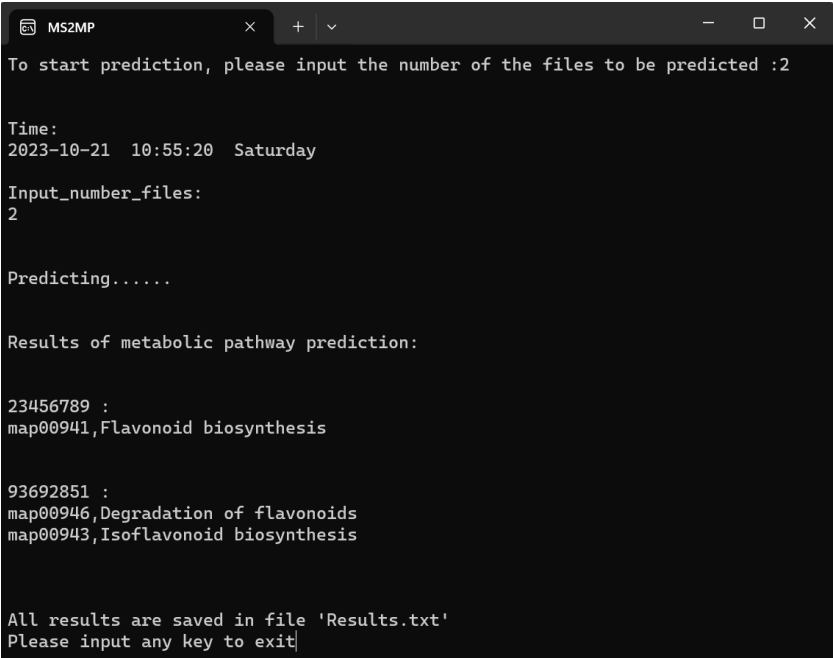 MS2MP
To start prediction, please input the number of the files to be predicted :2
Time:
2023-10-21  10:55:20  Saturday
Input_number_files:
2
Predicting......
Results of metabolic pathway prediction:
23456789 :
map00941,Flavonoid biosynthesis
93692851 :
map00946,Degradation of flavonoids
map00943,Isoflavonoid biosynthesis
All results are saved in file 'Results.txt'
Please input any key to exit